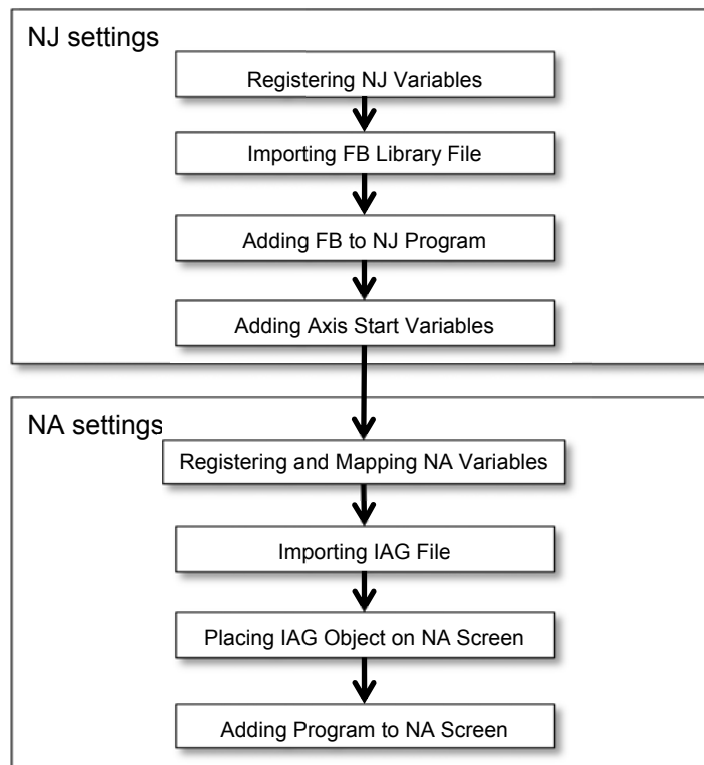 NJ settings
Registering NJ Variables
Importing FB Library File
Adding FB to NJ Program
Adding Axis Start Variables
NA settings
Registering and Mapping NA Variables
Importing IAG File
Placing IAG Object on NA Screen
Adding Program to NA Screen